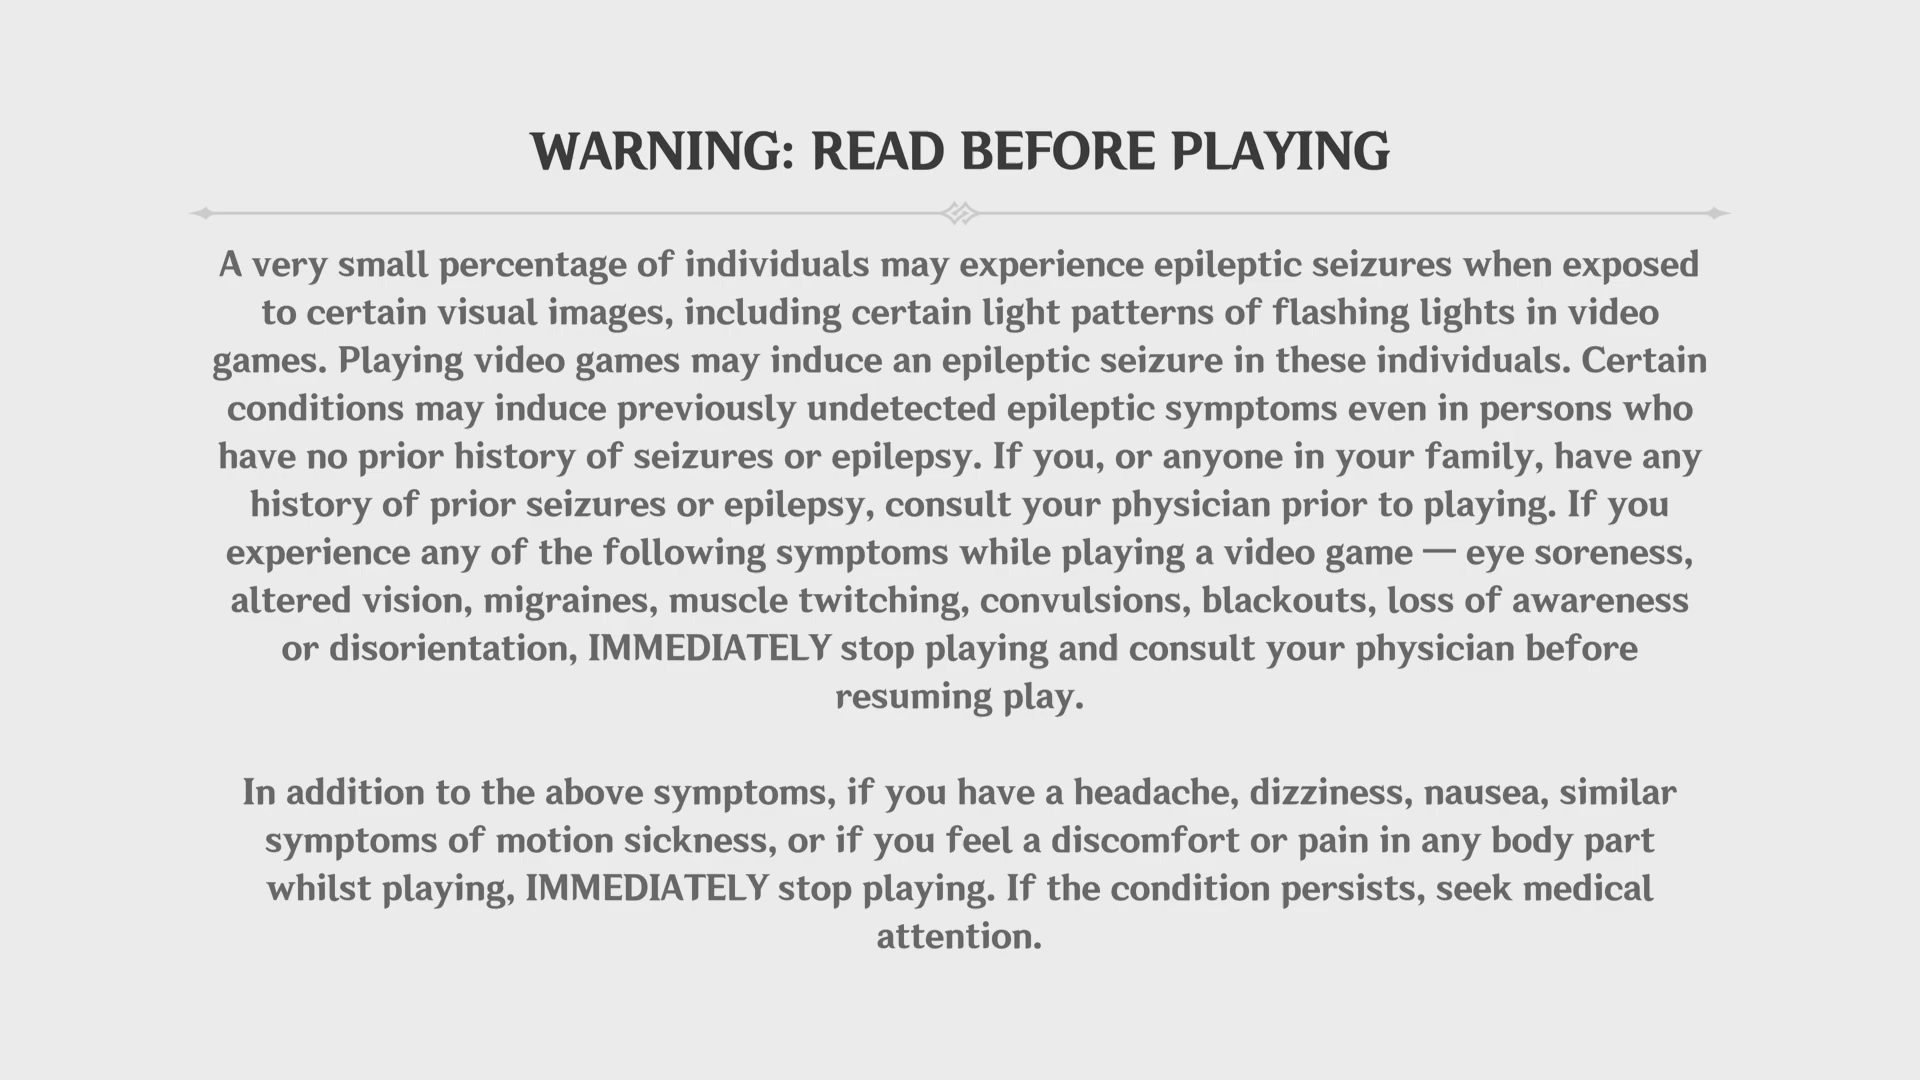 WARNING: READ BEFORE PLAYING
A very small percentage of individuals may experience epileptic seizures when exposed
to certain visual images, including certain light patterns of flashing lights in video
games. Playing video games may induce an epileptic seizure in these individuals. Certain
conditions may induce previously undetected epileptic symptoms even in persons who
have no prior history of seizures or epilepsy. If you, or anyone in your family, have any
history of prior seizures or epilepsy, consult your physician prior to playing. If you
experience any of the following symptoms while playing a video game — eye soreness,
altered vision, migraines, muscle twitching, convulsions, blackouts, loss of awareness
or disorientation, IMMEDIATELY stop playing and consult your physician before
resuming play.
In addition to the above symptoms, if you have a headache, dizziness, nausea, similar
symptoms of motion sickness, or if you feel a discomfort or pain in any body part
whilst playing, IMMEDIATELY stop playing. If the condition persists, seek medical
attention.